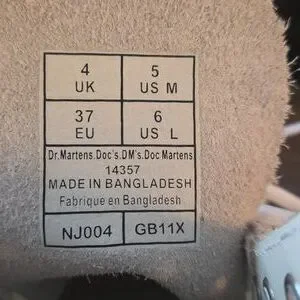 4 5
UK US M
37 6
EU US L
Dr.Martens.Doc's.DM's.Doc Martens
14357
MADE IN BANGLADESH
Fabrique en Bangladesh
NJ004 GB11X